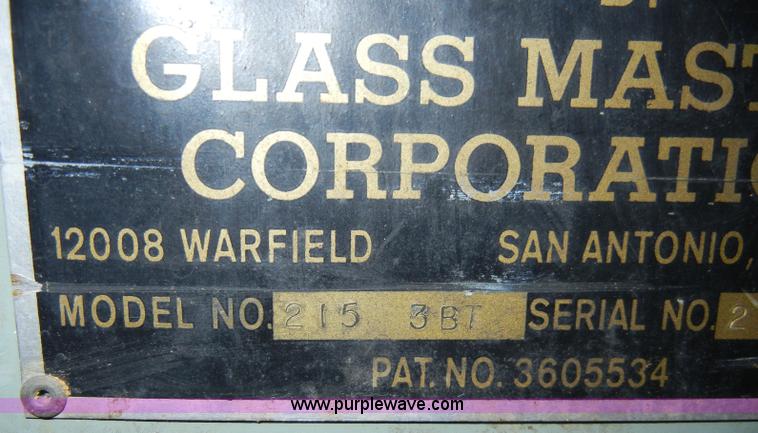 GLASS MAST
CORPORATI
12008 WARFIELD SAN ANTONIO,
MODEL NO. 215 3BT SERIAL NO. 2
PAT. NO. 3605534
www.purplewave.com